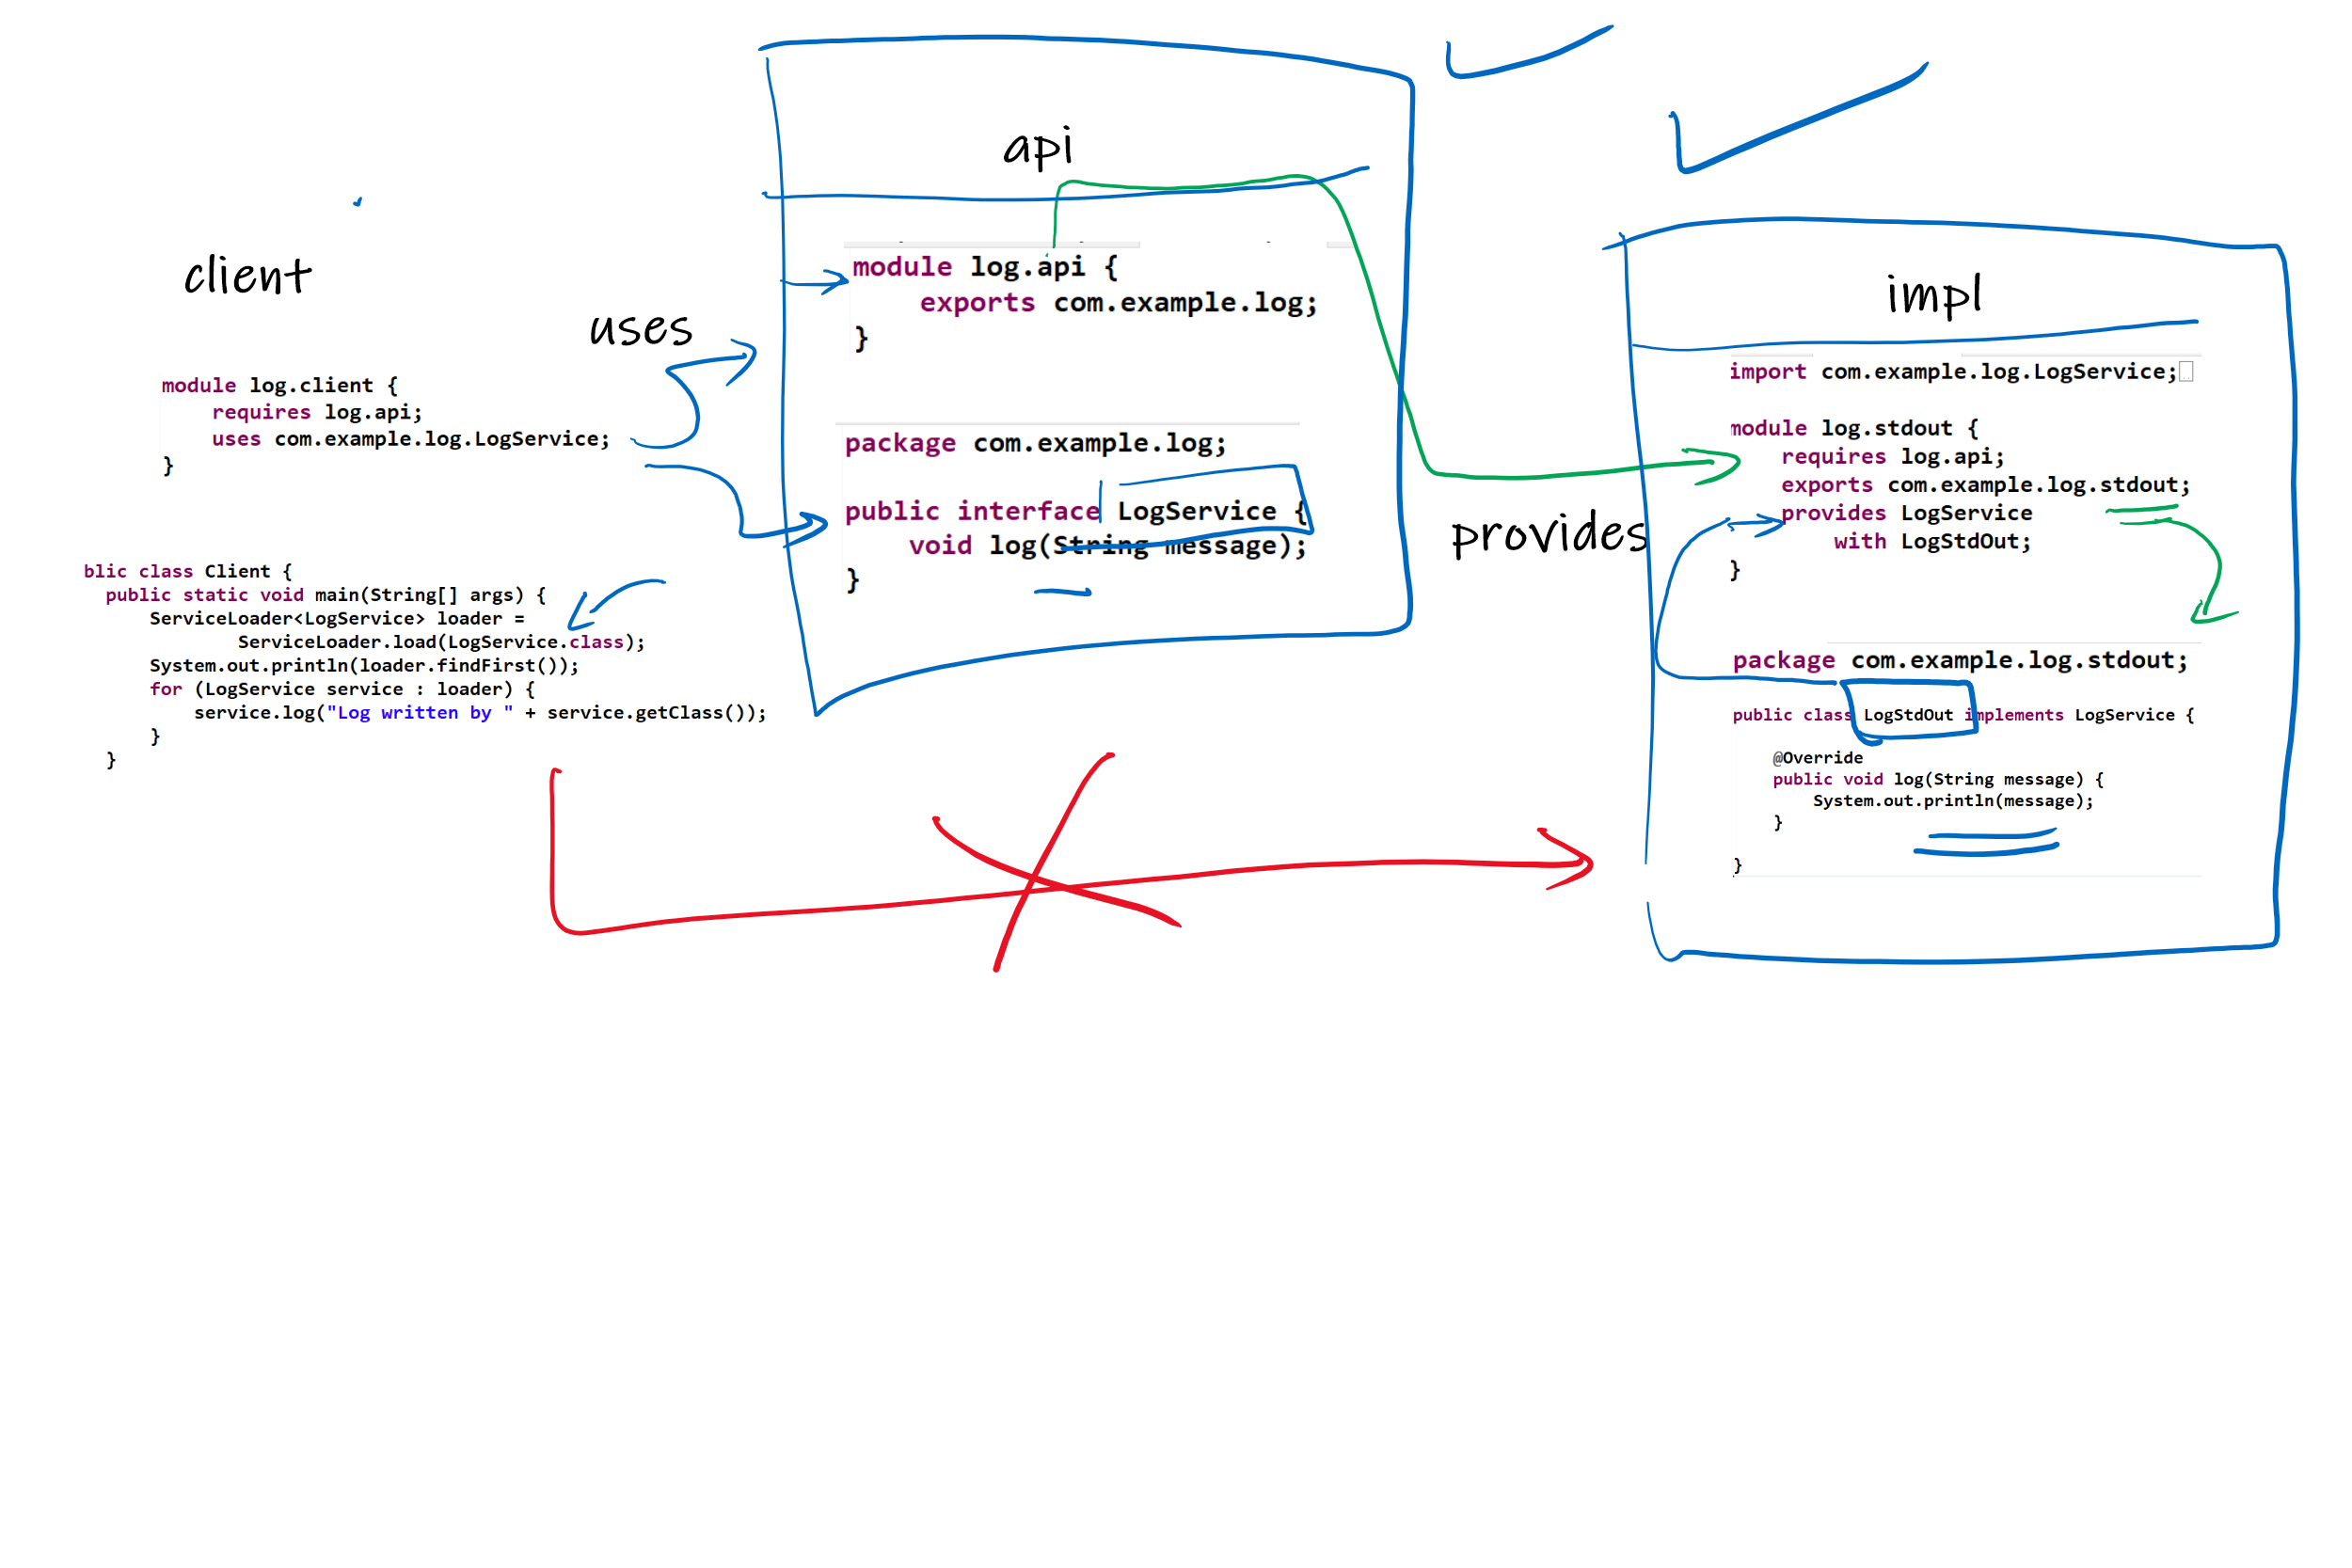 client
uses
module log.client {
    requires log.api;
    uses com.example.log.LogService;
}
blic class Client {
  public static void main(String[] args) {
      ServiceLoader<LogService> loader =
              ServiceLoader.load(LogService.class);
      System.out.println(loader.findFirst());
      for (LogService service : loader) {
          service.log("Log written by " + service.getClass());
      }
  }
api
module log.api {
    exports com.example.log;
}
package com.example.log;
public interface LogService {
    void log(String message);
}
provides
impl
import com.example.log.LogService;
module log.stdout {
    requires log.api;
    exports com.example.log.stdout;
    provides LogService
        with LogStdOut;
}
package com.example.log.stdout;
public class LogStdOut implements LogService {
    @Override
    public void log(String message) {
        System.out.println(message);
    }
}